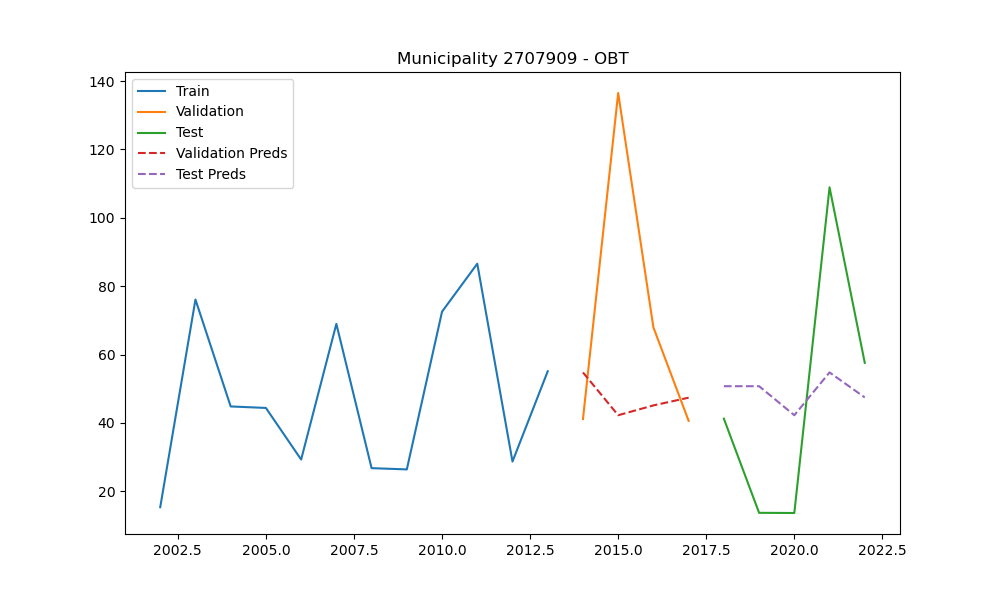 Municipality 2707909 - OBT
Train
Validation
Test
Validation Preds
Test Preds
140
120
100
80
60
40
20
2002.5 2005.0 2007.5 2010.0 2012.5 2015.0 2017.5 2020.0 2022.5